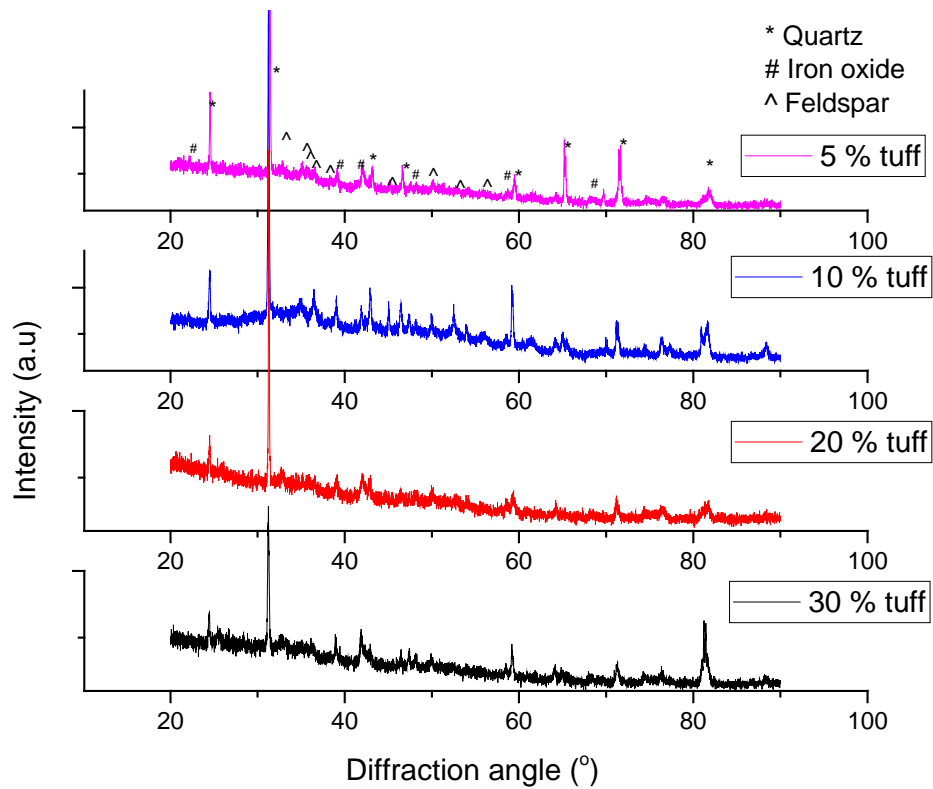 * Quartz
# Iron oxide
^ Feldspar
5 % tuff
* * ^ ^ ^ ^ ^ # # # * ^ * # ^ ^ ^ # * * # * *
20 40 60 80 100
10 % tuff
20 40 60 80 100
20 % tuff
20 40 60 80 100
30 % tuff
20 40 60 80 100
Intensity (a.u)
Diffraction angle (°)